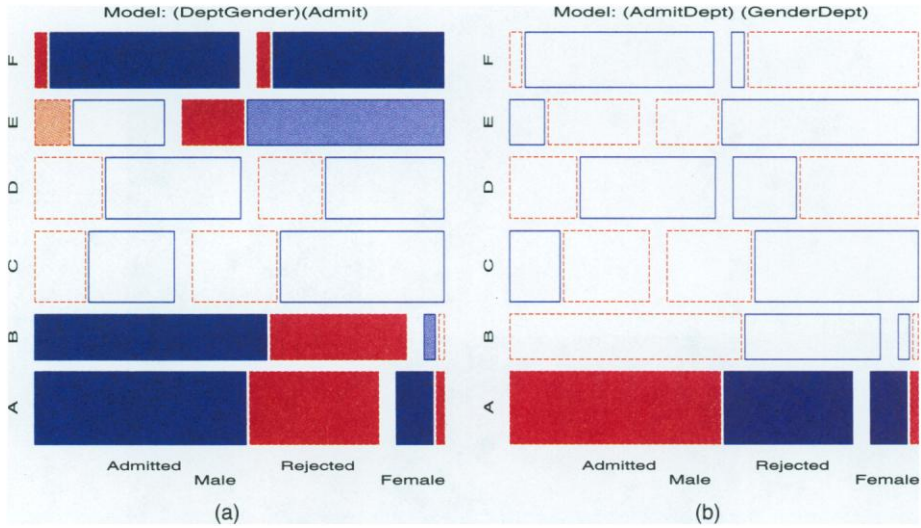 Model: (DeptGender)(Admit)
F
E
D
C
B
A
Admitted Rejected
Male Female
(a)
Model: (AdmitDept) (GenderDept)
F
E
D
C
B
A
Admitted Rejected
Male Female
(b)